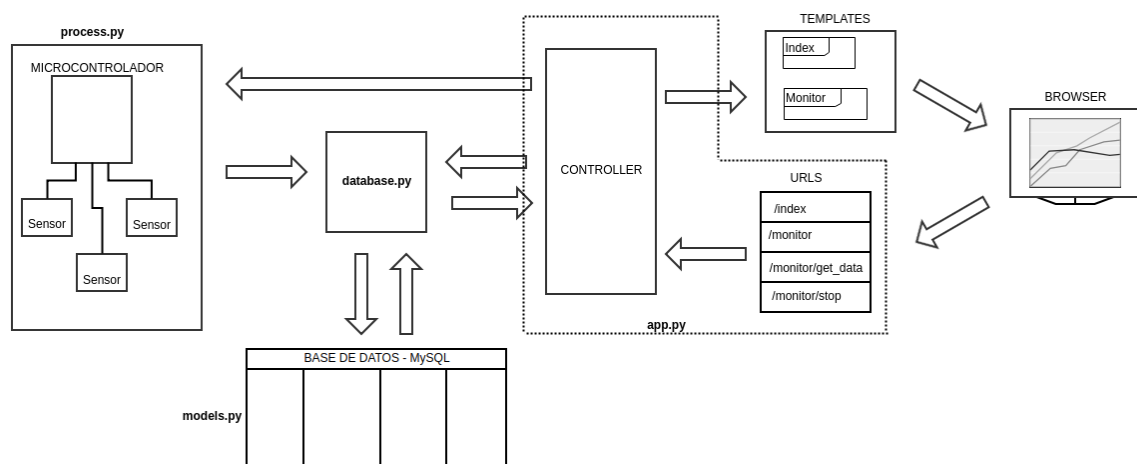 process.py
MICROCONTROLADOR
Sensor
Sensor
Sensor
database.py
BASE DE DATOS - MySQL
models.py
CONTROLLER
app.py
TEMPLATES
Index
Monitor
URLS
/index
/monitor
/monitor/get_data
/monitor/stop
BROWSER